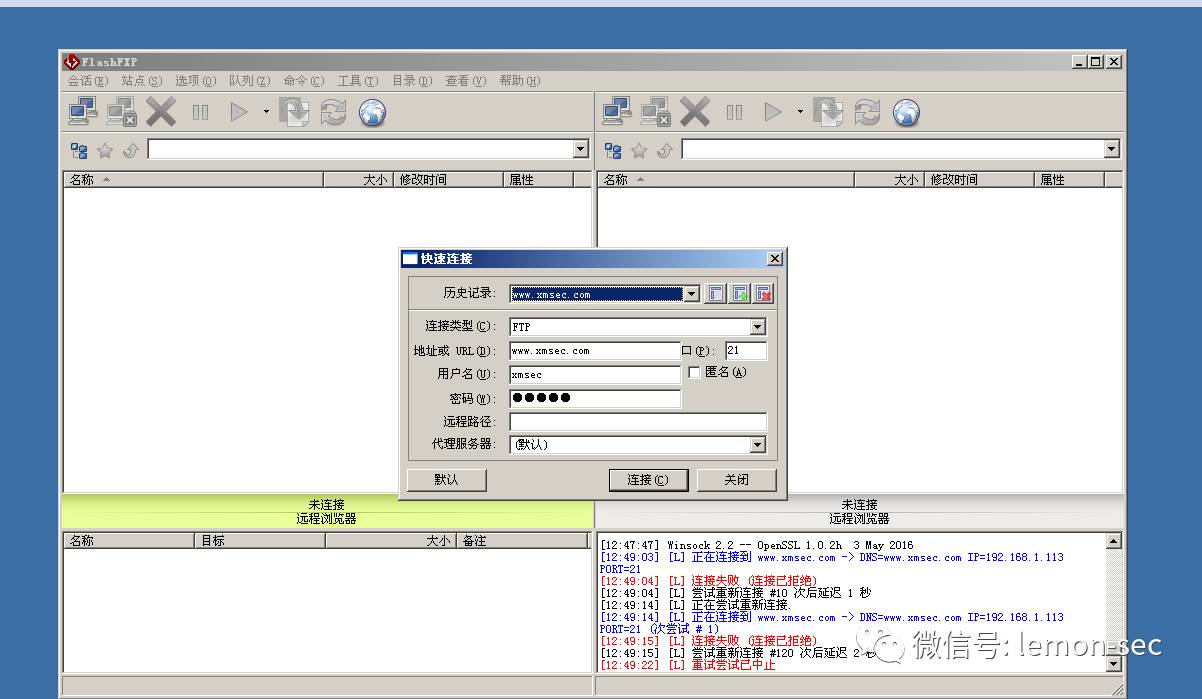 FlashFXP
会话(E) 站点(S) 选项(O) 队列(Z) 命令(C) 工具(T) 目录(D) 查看(V) 帮助(H)
名称 大小 修改时间 属性
名称 大小 修改时间 属性
快速连接
历史记录: www.xmsec.com
连接类型(C): FTP
地址或 URL(D): www.xmsec.com 口(P): 21
用户名(U): xmsec 匿名(A)
密码(W): ●●●●●
远程路径:
代理服务器: (默认)
默认 连接(C) 关闭
未连接
远程浏览器
未连接
远程浏览器
名称 目标 大小 备注
[12:47:47] Winsock 2.2 -- OpenSSL 1.0.2h 3 May 2016
[12:49:03] [L] 正在连接到 www.xmsec.com -> DNS=www.xmsec.com IP=192.168.1.113
PORT=21
[12:49:04] [L] 连接失败 (连接已拒绝)
[12:49:04] [L] 尝试重新连接 #10 次后延迟 1 秒
[12:49:14] [L] 正在尝试重新连接.
[12:49:14] [L] 正在连接到 www.xmsec.com -> DNS=www.xmsec.com IP=192.168.1.113
PORT=21 (次尝试 # 1)
[12:49:15] [L] 连接失败 (连接已拒绝)
[12:49:15] [L] 尝试重新连接 #120 次后延迟 2 秒
[12:49:22] [L] 重试尝试已中止
微信号: lemon-sec